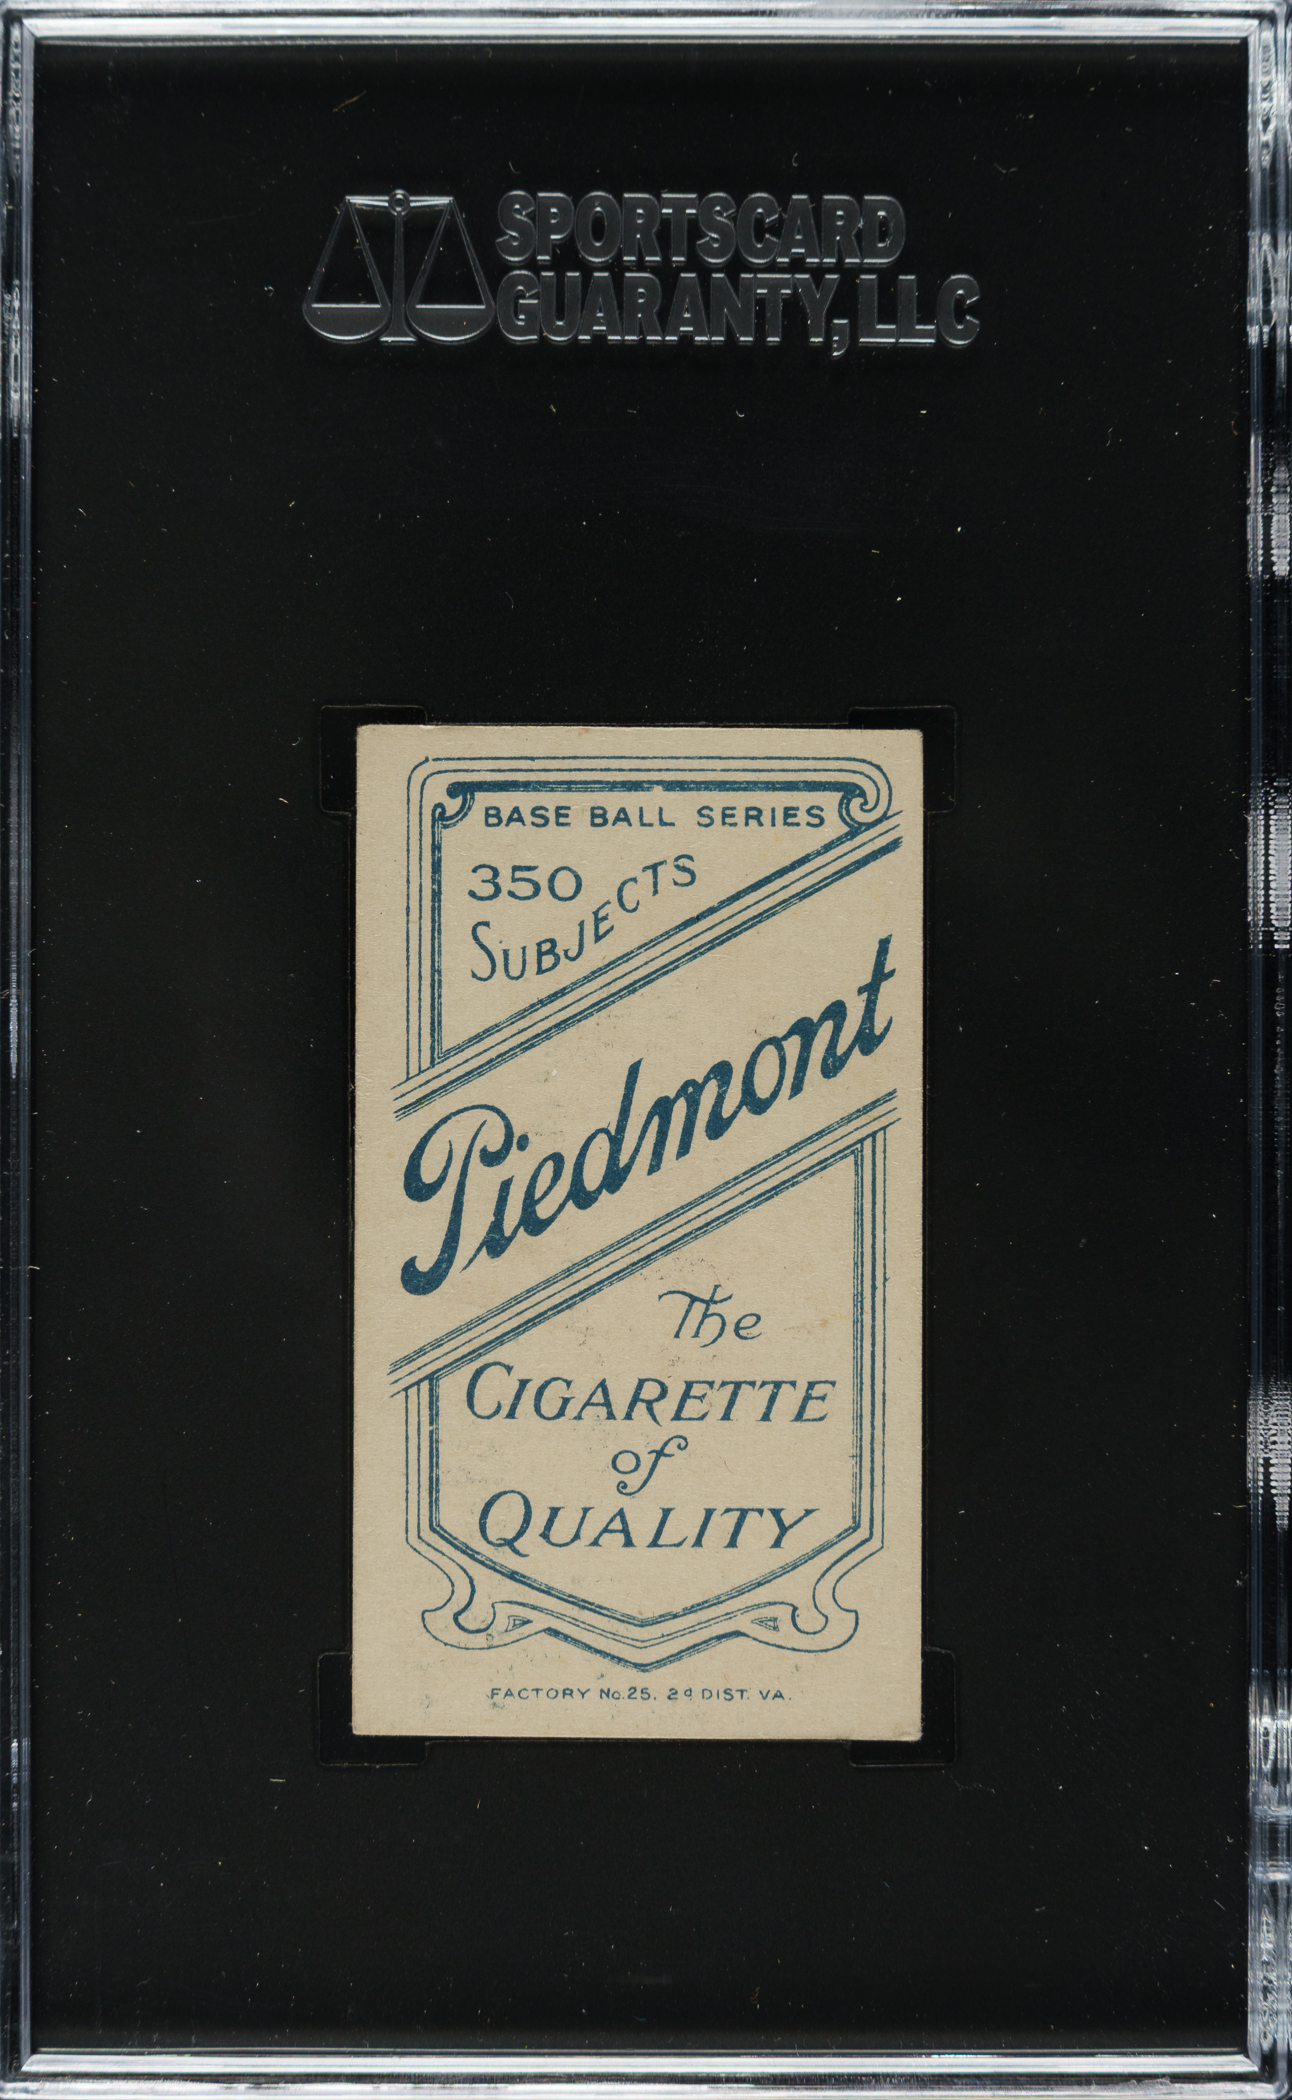 SPORTSCARD
GUARANTY, LLC
BASE BALL SERIES
350
SUBJECTS
Piedmont
The
CIGARETTE
of
QUALITY
FACTORY No. 25. 2d DIST. VA.